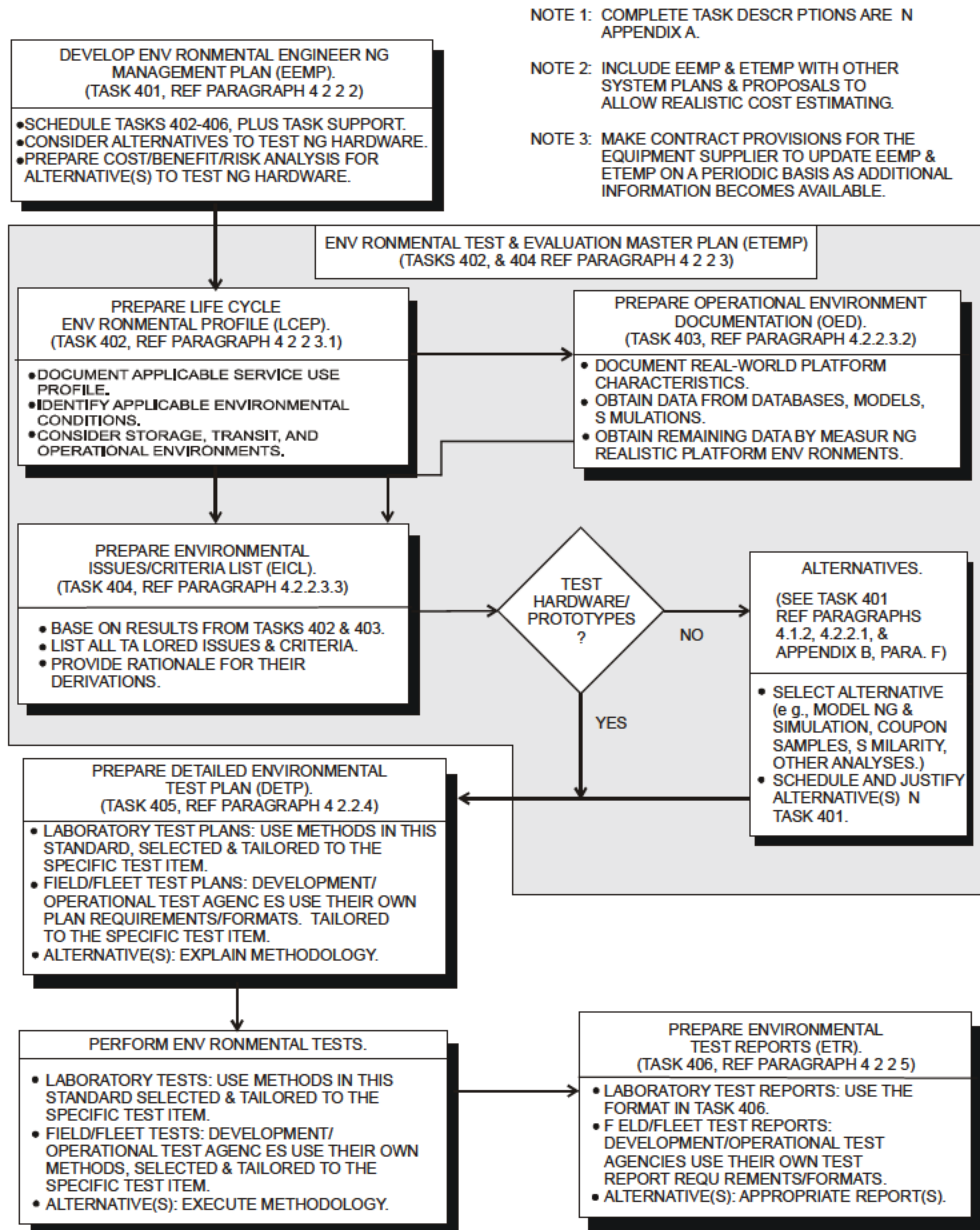 NOTE 1: COMPLETE TASK DESCR PTIONS ARE N
APPENDIX A.
NOTE 2: INCLUDE EEMP & ETEMP WITH OTHER
SYSTEM PLANS & PROPOSALS TO
ALLOW REALISTIC COST ESTIMATING.
NOTE 3: MAKE CONTRACT PROVISIONS FOR THE
EQUIPMENT SUPPLIER TO UPDATE EEMP &
ETEMP ON A PERIODIC BASIS AS ADDITIONAL
INFORMATION BECOMES AVAILABLE.
DEVELOP ENV RONMENTAL ENGINEER NG
MANAGEMENT PLAN (EEMP).
(TASK 401, REF PARAGRAPH 4 2 2 2)
●SCHEDULE TASKS 402-406, PLUS TASK SUPPORT.
●CONSIDER ALTERNATIVES TO TEST NG HARDWARE.
●PREPARE COST/BENEFIT/RISK ANALYSIS FOR
ALTERNATIVE(S) TO TEST NG HARDWARE.
ENV RONMENTAL TEST & EVALUATION MASTER PLAN (ETEMP)
(TASKS 402, & 404 REF PARAGRAPH 4 2 2 3)
PREPARE LIFE CYCLE
ENV RONMENTAL PROFILE (LCEP).
(TASK 402, REF PARAGRAPH 4 2 2 3.1)
●DOCUMENT APPLICABLE SERVICE USE
PROFILE.
●IDENTIFY APPLICABLE ENVIRONMENTAL
CONDITIONS.
●CONSIDER STORAGE, TRANSIT, AND
OPERATIONAL ENVIRONMENTS.
PREPARE OPERATIONAL ENVIRONMENT
DOCUMENTATION (OED).
(TASK 403, REF PARAGRAPH 4.2.2.3.2)
● DOCUMENT REAL-WORLD PLATFORM
CHARACTERISTICS.
● OBTAIN DATA FROM DATABASES, MODELS,
S MULATIONS.
● OBTAIN REMAINING DATA BY MEASUR NG
REALISTIC PLATFORM ENV RONMENTS.
PREPARE ENVIRONMENTAL
ISSUES/CRITERIA LIST (EICL).
(TASK 404, REF PARAGRAPH 4.2.2.3.3)
● BASE ON RESULTS FROM TASKS 402 & 403.
● LIST ALL TA LORED ISSUES & CRITERIA.
● PROVIDE RATIONALE FOR THEIR
DERIVATIONS.
TEST
HARDWARE/
PROTOTYPES
?
NO
YES
ALTERNATIVES.
(SEE TASK 401
REF PARAGRAPHS
4.1.2, 4.2.2.1, &
APPENDIX B, PARA. F)
● SELECT ALTERNATIVE
(e g., MODEL NG &
SIMULATION, COUPON
SAMPLES, S MILARITY,
OTHER ANALYSES.)
● SCHEDULE AND JUSTIFY
ALTERNATIVE(S) N
TASK 401.
PREPARE DETAILED ENVIRONMENTAL
TEST PLAN (DETP).
(TASK 405, REF PARAGRAPH 4 2.2.4)
● LABORATORY TEST PLANS: USE METHODS IN THIS
STANDARD, SELECTED & TAILORED TO THE
SPECIFIC TEST ITEM.
● FIELD/FLEET TEST PLANS: DEVELOPMENT/
OPERATIONAL TEST AGENC ES USE THEIR OWN
PLAN REQUIREMENTS/FORMATS. TAILORED
TO THE SPECIFIC TEST ITEM.
● ALTERNATIVE(S): EXPLAIN METHODOLOGY.
PERFORM ENV RONMENTAL TESTS.
● LABORATORY TESTS: USE METHODS IN THIS
STANDARD SELECTED & TAILORED TO THE
SPECIFIC TEST ITEM.
● FIELD/FLEET TESTS: DEVELOPMENT/
OPERATIONAL TEST AGENC ES USE THEIR OWN
METHODS, SELECTED & TAILORED TO THE
SPECIFIC TEST ITEM.
● ALTERNATIVE(S): EXECUTE METHODOLOGY.
PREPARE ENVIRONMENTAL
TEST REPORTS (ETR).
(TASK 406, REF PARAGRAPH 4 2 2 5)
● LABORATORY TEST REPORTS: USE THE
FORMAT IN TASK 406.
● F ELD/FLEET TEST REPORTS:
DEVELOPMENT/OPERATIONAL TEST
AGENCIES USE THEIR OWN TEST
REPORT REQU REMENTS/FORMATS.
● ALTERNATIVE(S): APPROPRIATE REPORT(S).